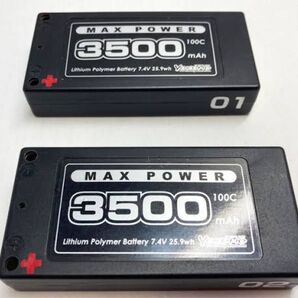 MAX POWER
3500 100C
mAh
Lithium Polymer Battery 7.4V 25.9wh
01
MAX POWER
3500 100C
mAh
Lithium Polymer Battery 7.4V 25.9wh
02